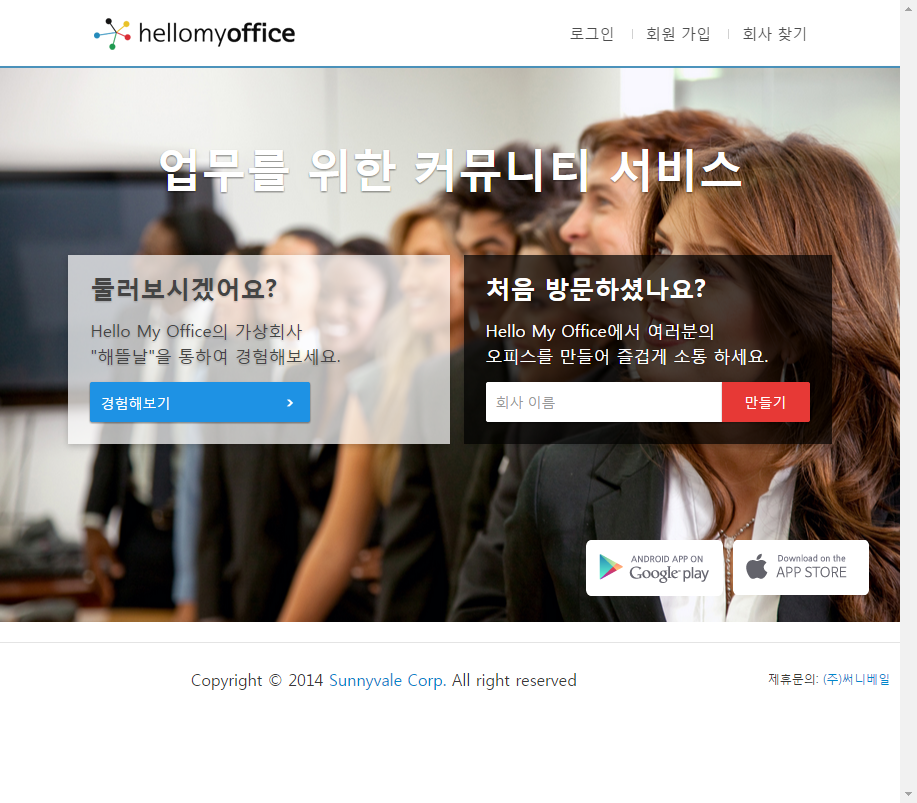 hellomyoffice
로그인
회원 가입
회사 찾기
업무를 위한 커뮤니티 서비스
둘러보시겠어요?
Hello My Office의 가상회사
"해뜰날"을 통하여 경험해보세요.
경험해보기
처음 방문하셨나요?
Hello My Office에서 여러분의
오피스를 만들어 즐겁게 소통 하세요.
회사 이름
만들기
ANDROID APP ON
Google play
Download on the
APP STORE
Copyright © 2014 Sunnyvale Corp. All right reserved
제휴문의: (주)써니베일